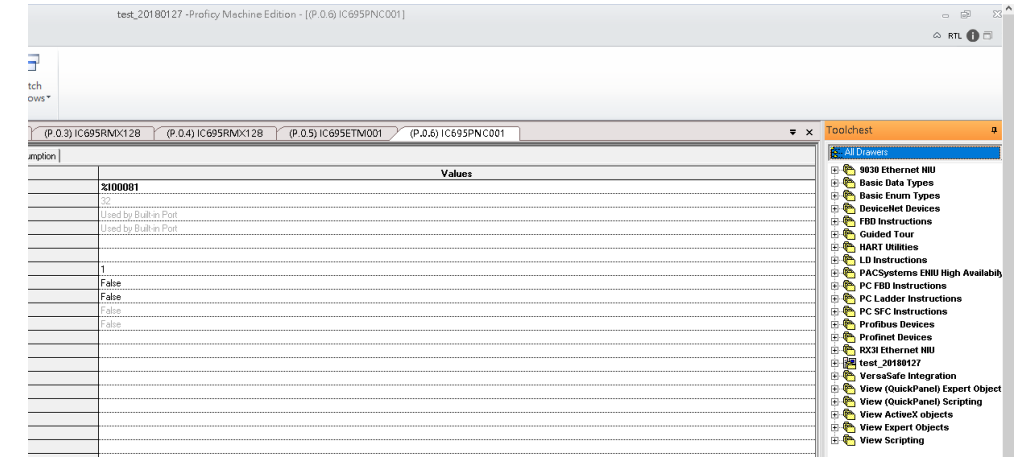 test_20180127 -Proficy Machine Edition - [(P.0.6) IC695PNC001]
RTL
tch
ows
(P.0.3) IC695RMX128 (P.0.4) IC695RMX128 (P.0.5) IC695ETM001 (P.0.6) IC695PNC001
umption
Values
%I00081
32
Used by Built-in Port
Used by Built-in Port
1
False
False
False
False
Toolchest
All Drawers
9030 Ethernet NIU
Basic Data Types
Basic Enum Types
DeviceNet Devices
FBD Instructions
Guided Tour
HART Utilities
LD Instructions
PACSystems ENIU High Availabily
PC FBD Instructions
PC Ladder Instructions
PC SFC Instructions
Profibus Devices
Profinet Devices
RX3I Ethernet NIU
test_20180127
VersaSafe Integration
View (QuickPanel) Expert Object
View (QuickPanel) Scripting
View ActiveX objects
View Expert Objects
View Scripting